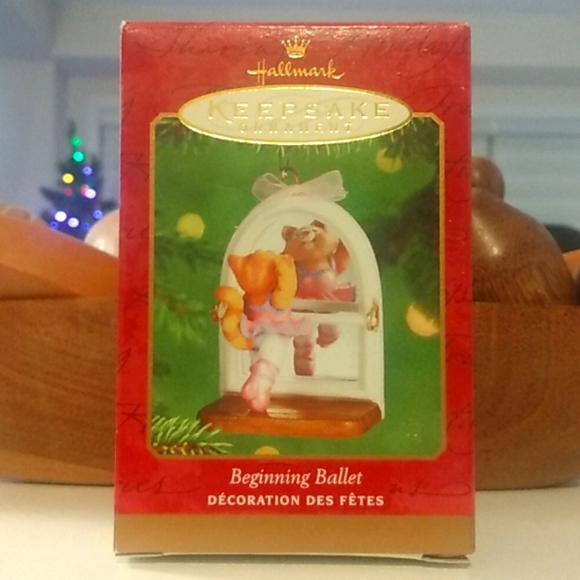 Hallmark
KEEPSAKE
ORNAMENT
Beginning Ballet
DÉCORATION DES FÊTES